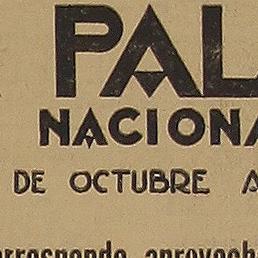 PAL
NACIONA
DE OCTUBRE A
orresponde aprovech